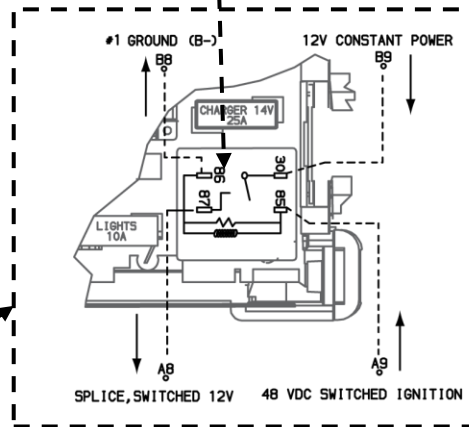 #1 GROUND (B-)
12V CONSTANT POWER
B8
B9
CHARGER 14V
25A
86
30
87
85
LIGHTS
10A
A8
A9
SPLICE,SWITCHED 12V
48 VDC SWITCHED IGNITION